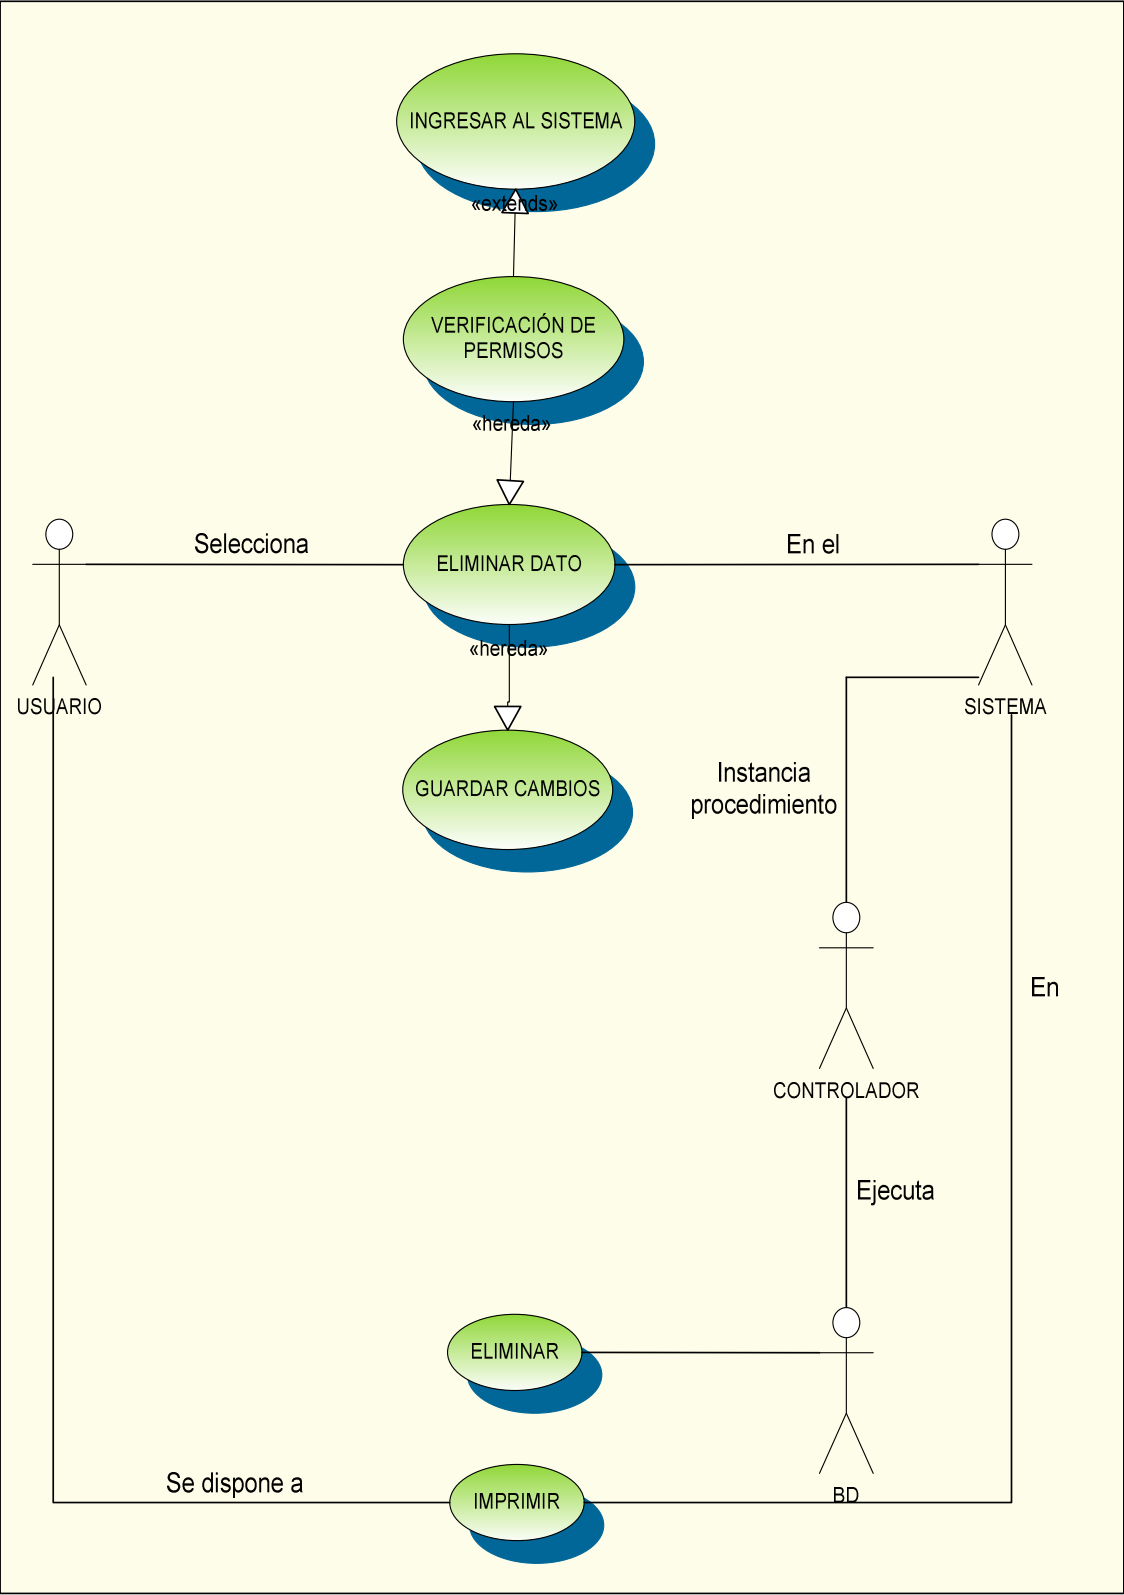 INGRESAR AL SISTEMA
«extends»
VERIFICACIÓN DE
PERMISOS
«hereda»
Selecciona
ELIMINAR DATO
En el
«hereda»
USUARIO
SISTEMA
Instancia
procedimiento
GUARDAR CAMBIOS
En
CONTROLADOR
Ejecuta
ELIMINAR
Se dispone a
IMPRIMIR
BD